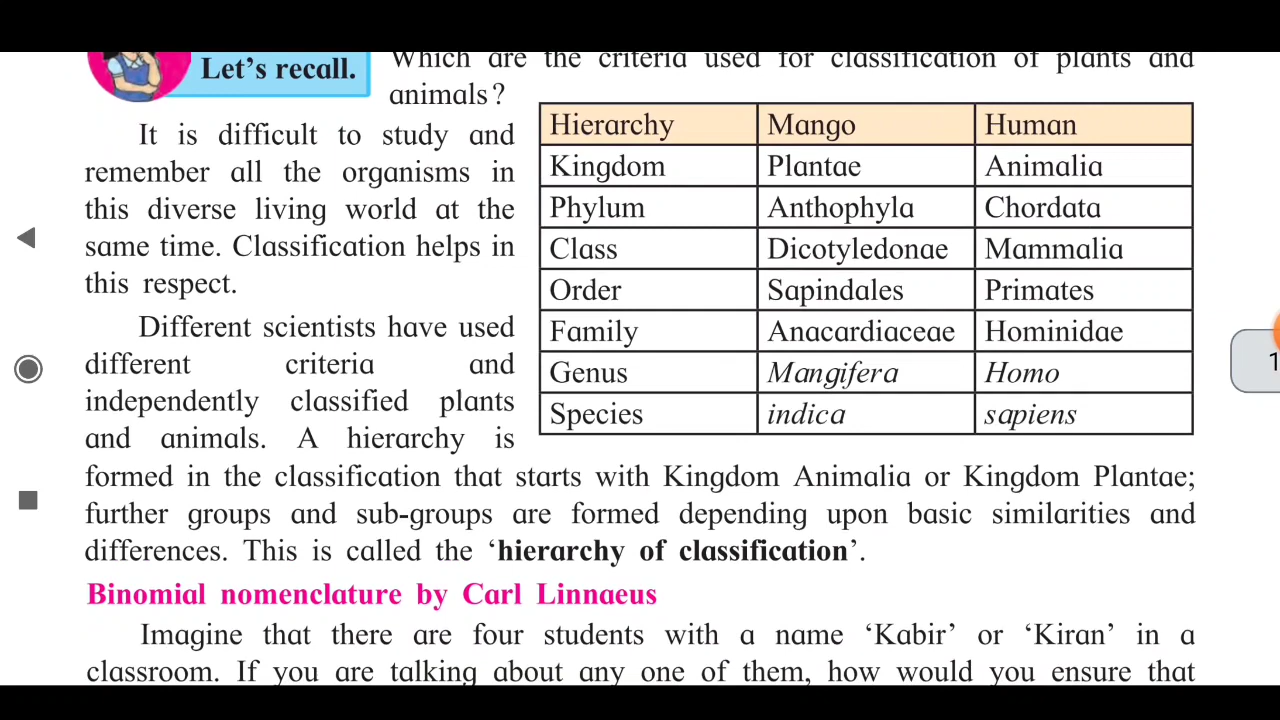 Let's recall.
Which are the criteria used for classification of plants and
animals?
It is difficult to study and
remember all the organisms in
this diverse living world at the
same time. Classification helps in
this respect.
Different scientists have used
different criteria and
independently classified plants
and animals. A hierarchy is
Hierarchy Mango Human
Kingdom Plantae Animalia
Phylum Anthophyla Chordata
Class Dicotyledonae Mammalia
Order Sapindales Primates
Family Anacardiaceae Hominidae
Genus Mangifera Homo
Species indica sapiens
formed in the classification that starts with Kingdom Animalia or Kingdom Plantae;
further groups and sub-groups are formed depending upon basic similarities and
differences. This is called the ‘hierarchy of classification’.
Binomial nomenclature by Carl Linnaeus
Imagine that there are four students with a name ‘Kabir’ or ‘Kiran’ in a
classroom. If you are talking about any one of them, how would you ensure that